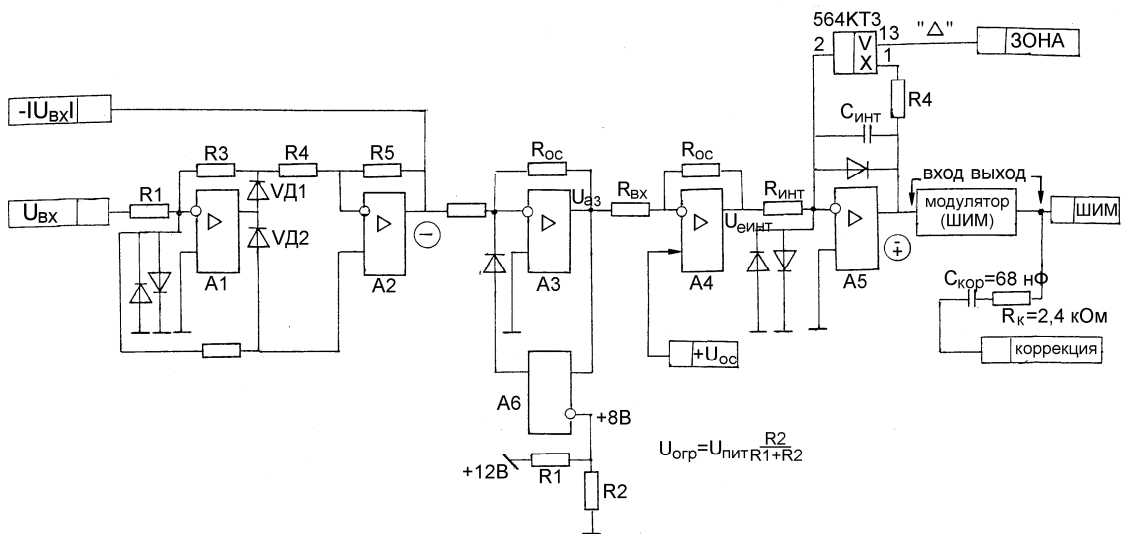 564КТ3
2
V
13
"Δ"
ЗОНА
X
1
R4
-IUвхI
Cинт
R3
R4
R5
Rос
Rос
Uвх
R1
VД1
VД2
Uаз
Rвх
Rинт
вход выход
модулятор
(ШИМ)
ШИМ
Uеинт
A1
A2
−
A3
A4
A5
∓
Cкор=68 нФ
Rк=2,4 кОм
коррекция
+Uос
A6
+8В
+12В
R1
R2
Uогр=Uпит R2
R1+R2